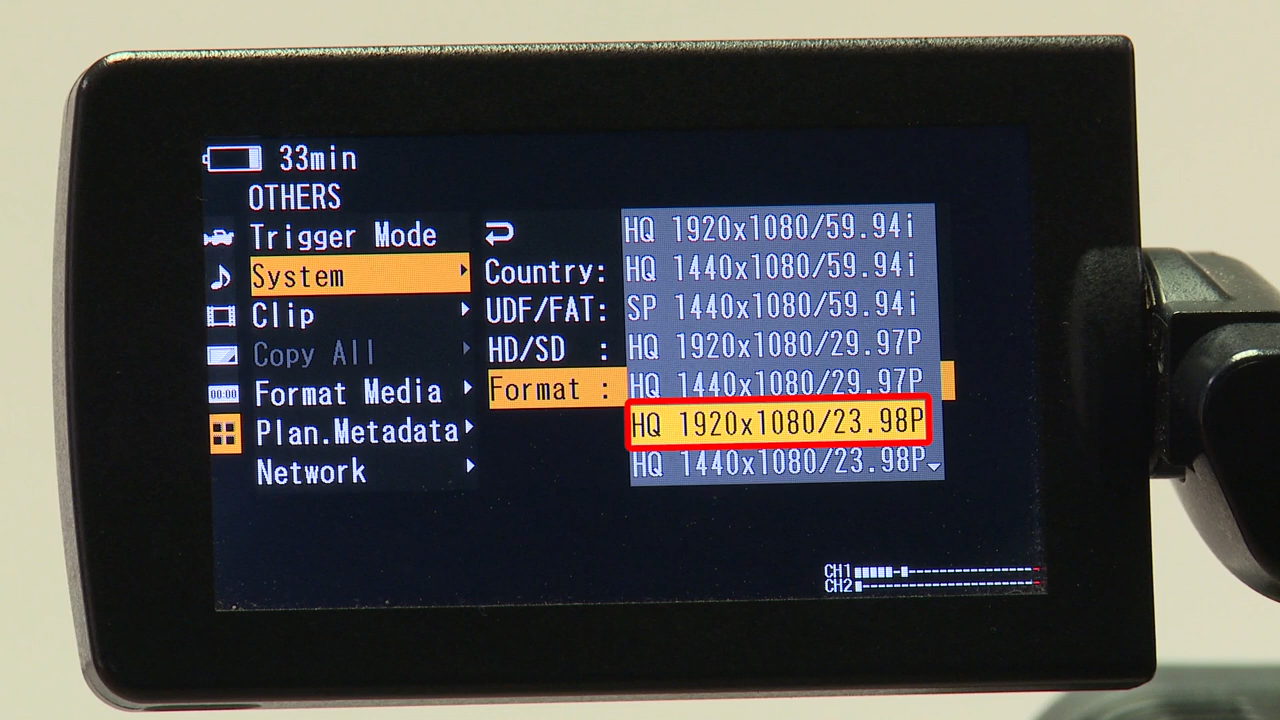 33min
OTHERS
Trigger Mode
System
Clip
Copy All
Format Media
Plan.Metadata
Network
00:00
Country:
UDF/FAT:
HD/SD :
Format :
HQ 1920x1080/59.94i
HQ 1440x1080/59.94i
SP 1440x1080/59.94i
HQ 1920x1080/29.97P
HQ 1440x1080/29.97P
HQ 1920x1080/23.98P
HQ 1440x1080/23.98P
CH1
CH2